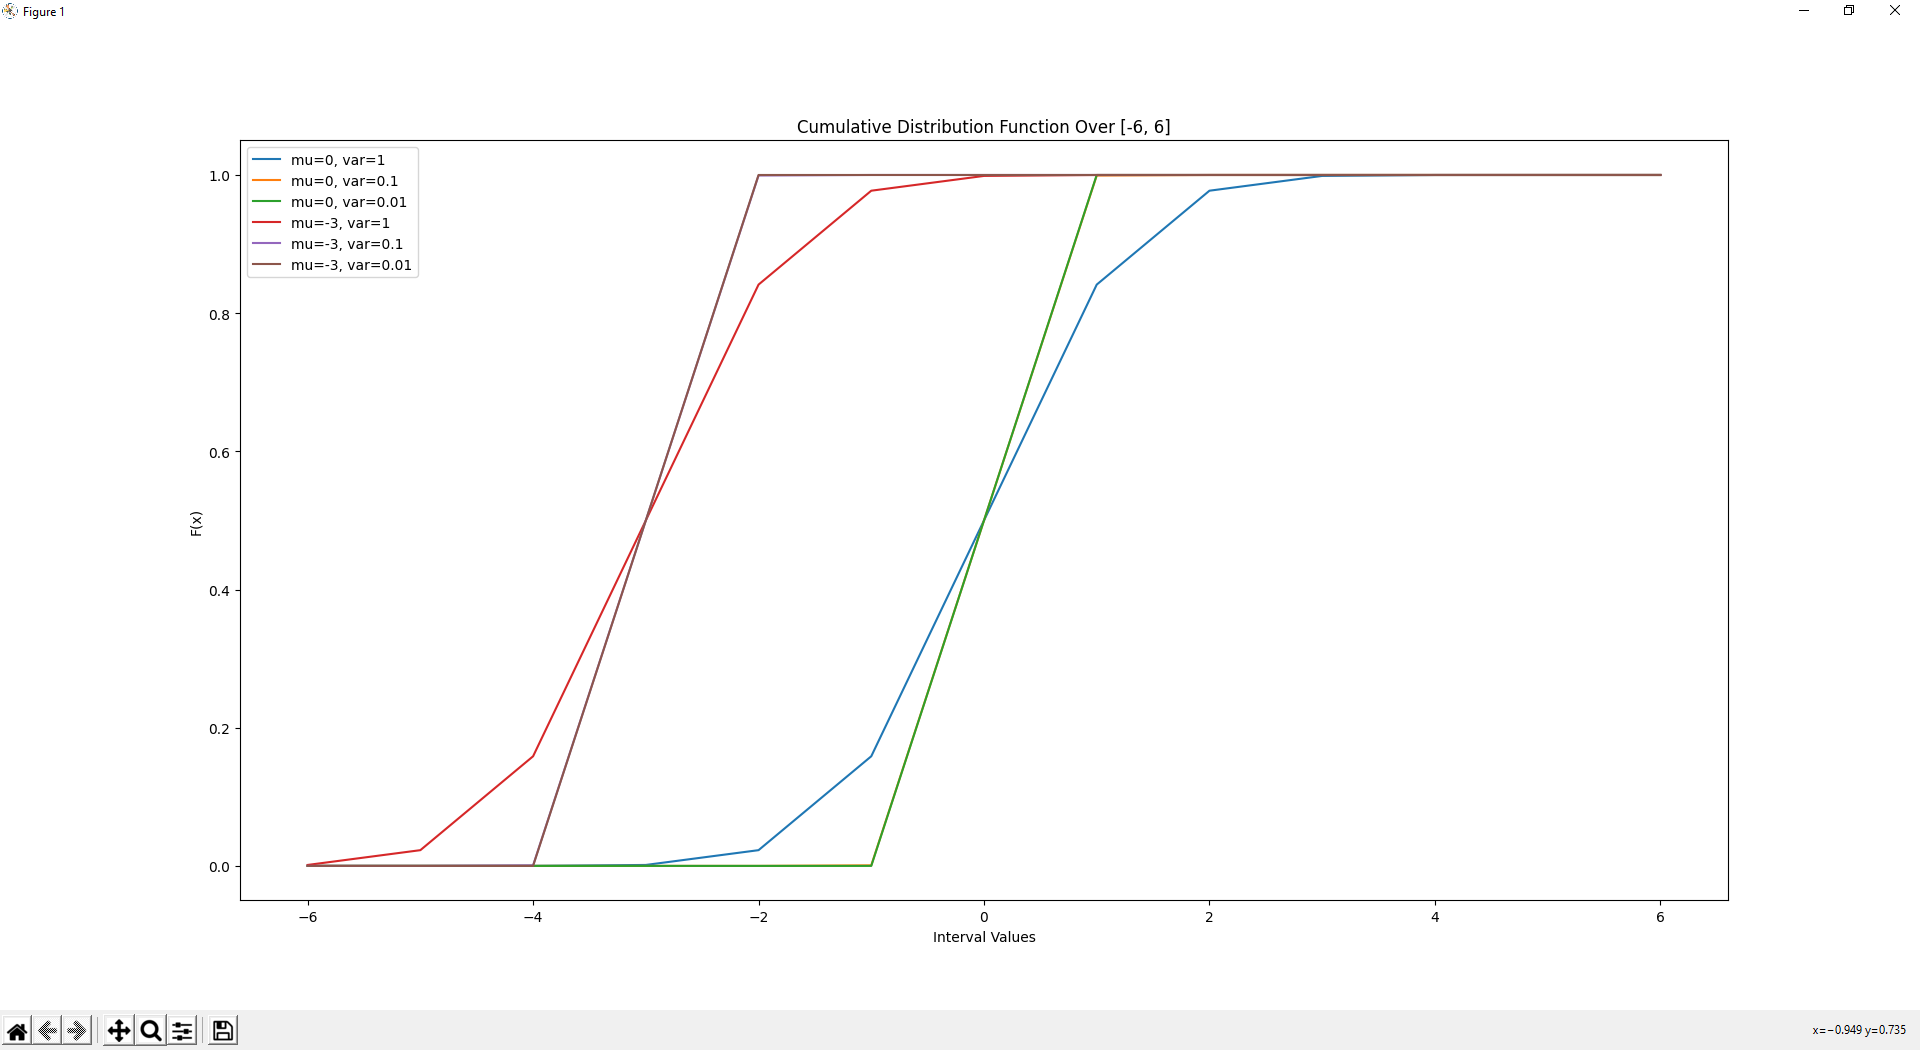 Figure 1
Cumulative Distribution Function Over [-6, 6]
mu=0, var=1
mu=0, var=0.1
mu=0, var=0.01
mu=-3, var=1
mu=-3, var=0.1
mu=-3, var=0.01
1.0
0.8
0.6
0.4
0.2
0.0
F(x)
−6 −4 −2 0 2 4 6
Interval Values
x=−0.949 y=0.735